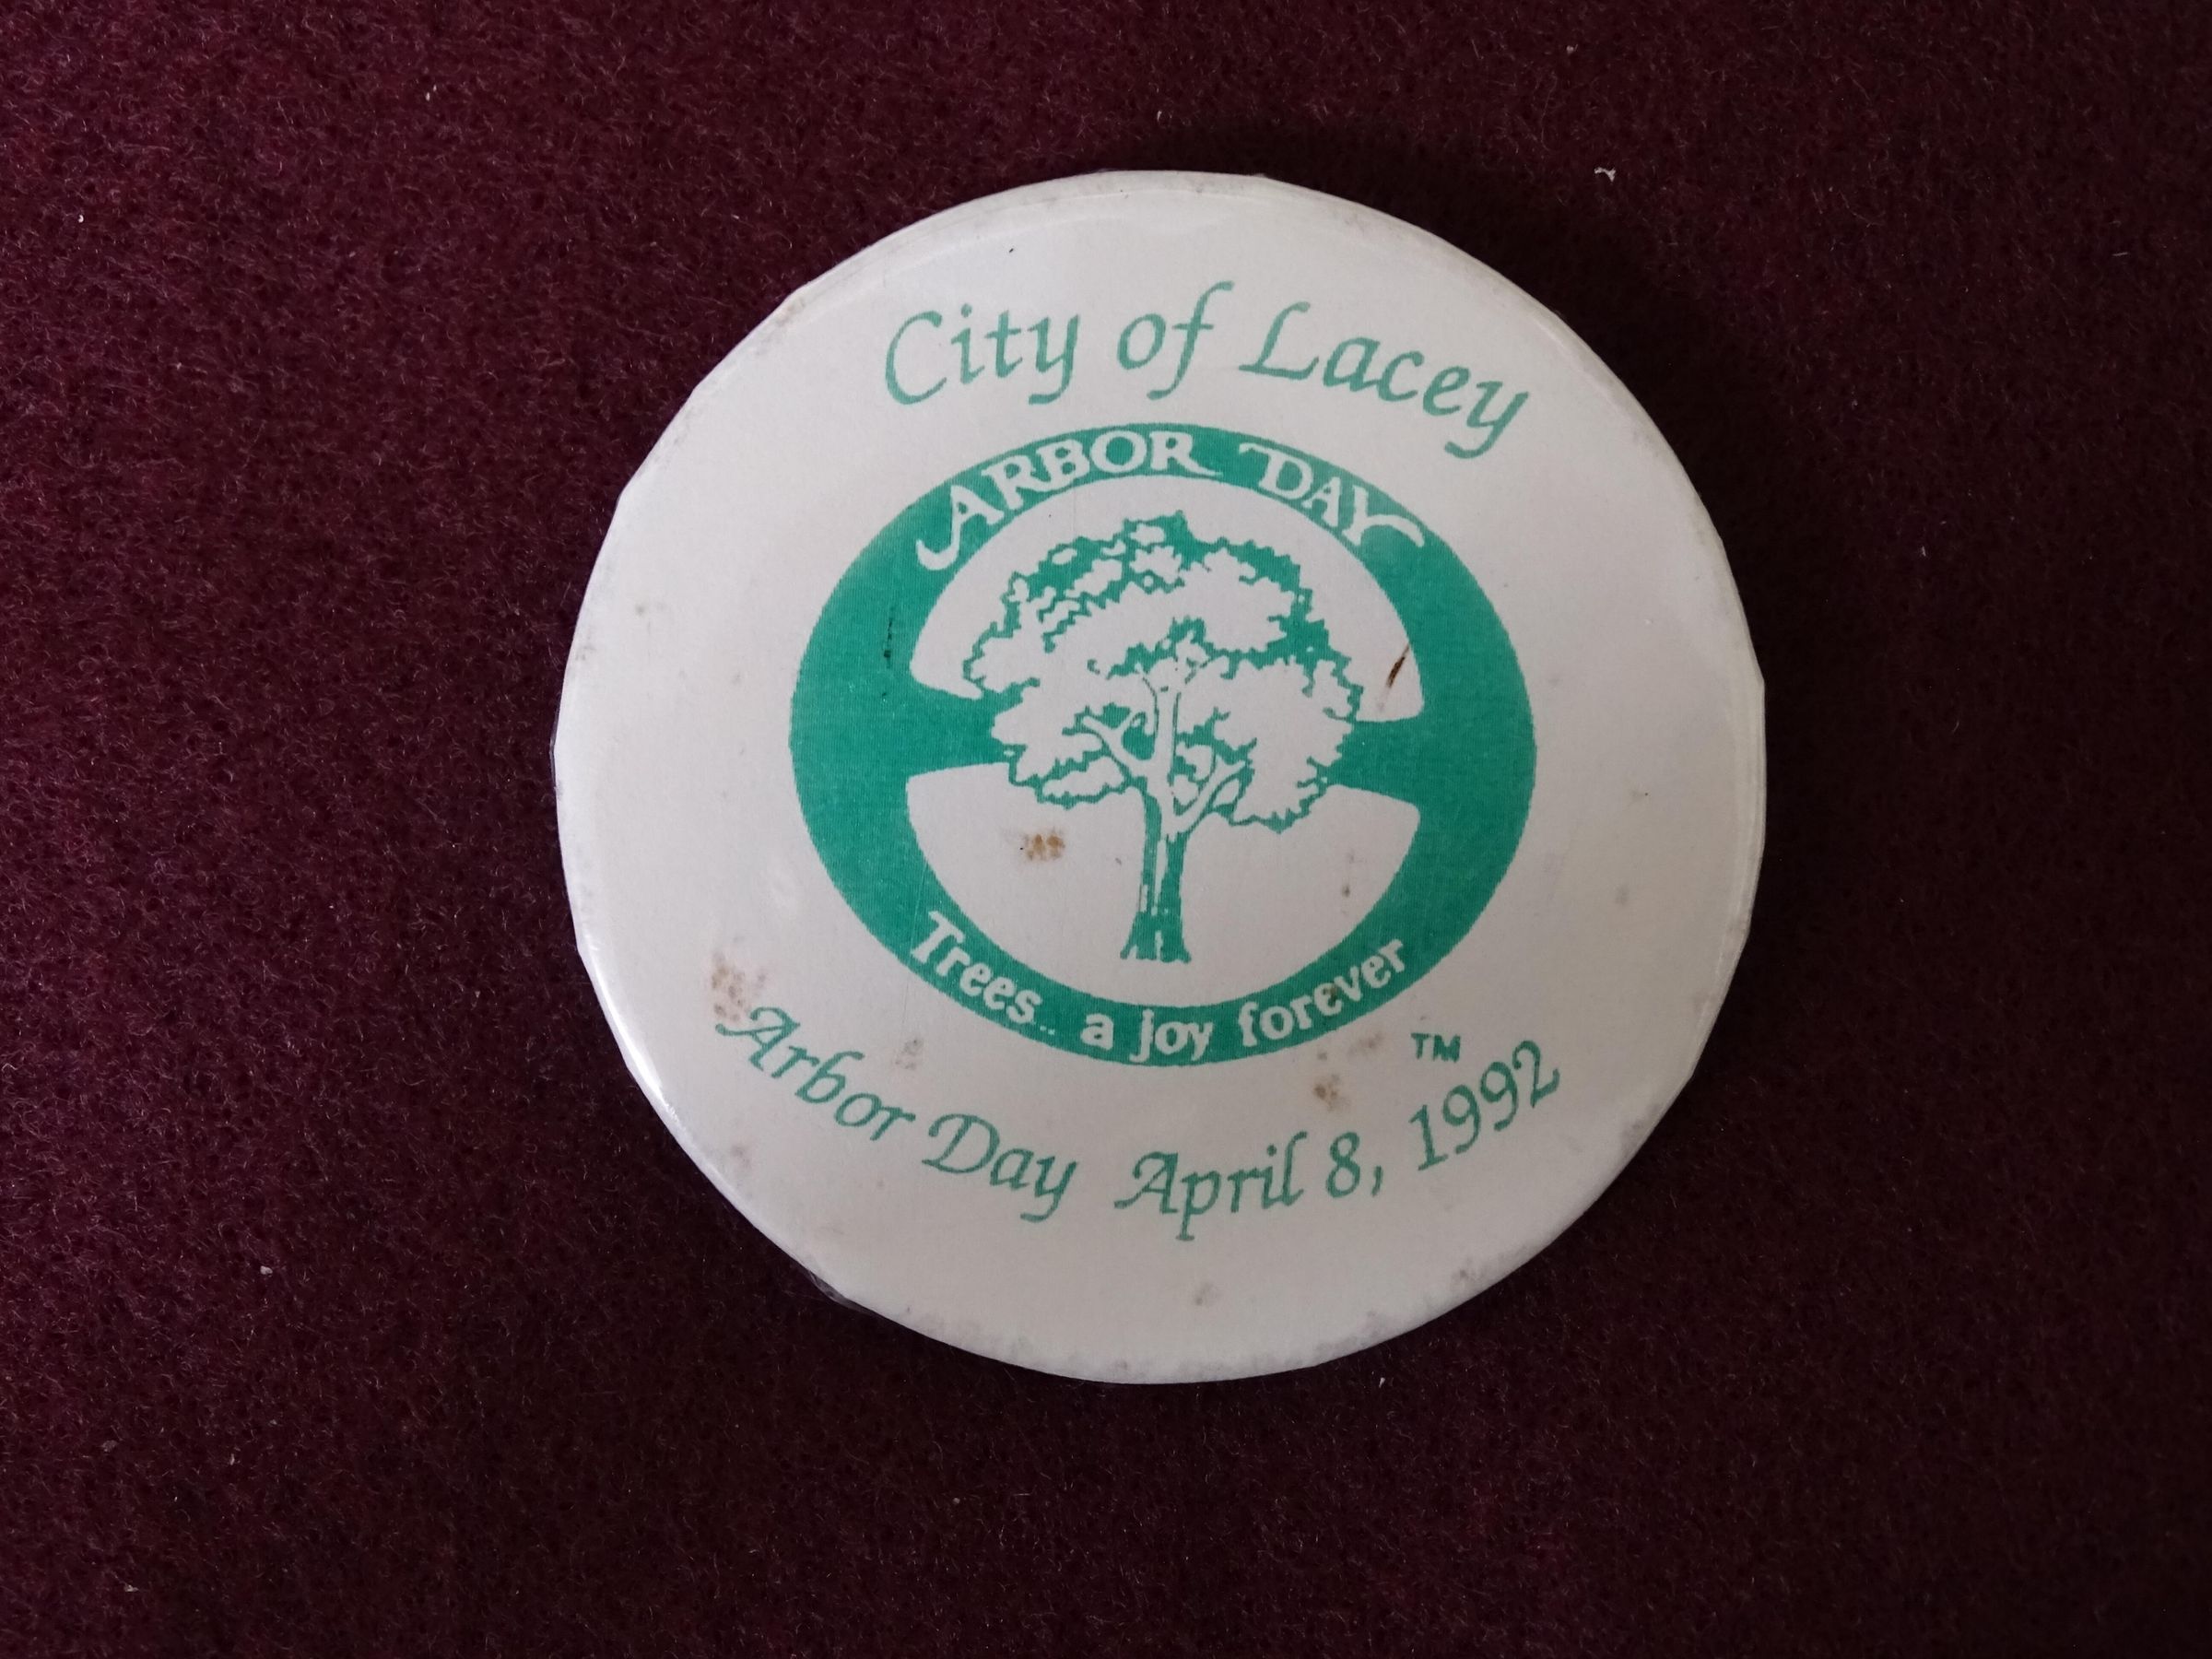 City of Lacey
ARBOR DAY
Trees.. a joy forever
TM
Arbor Day April 8, 1992